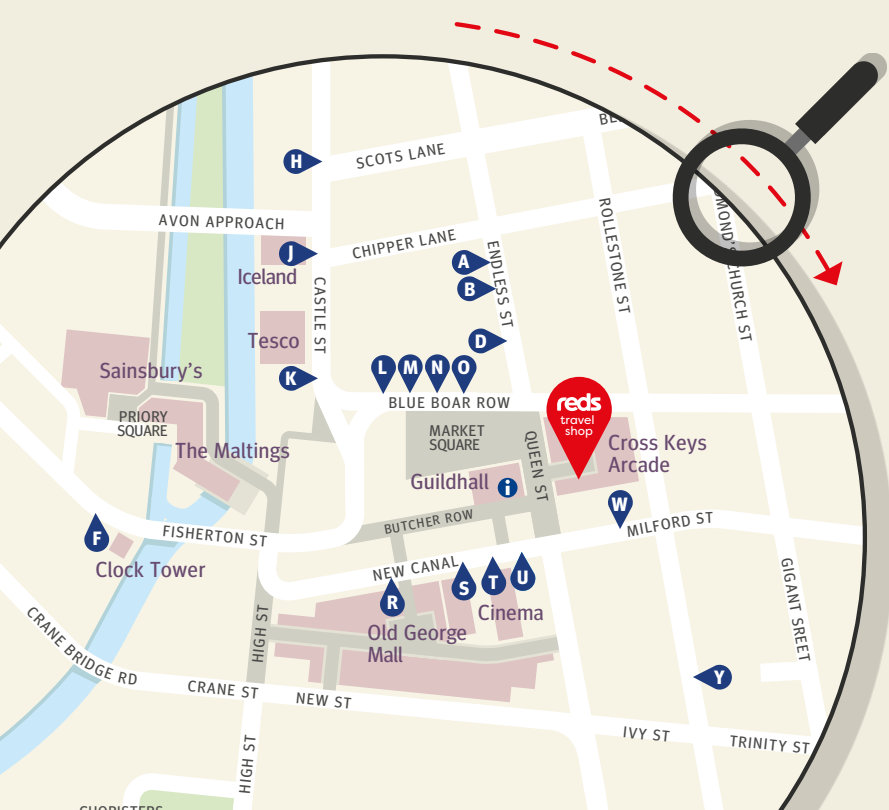 BE
H
SCOTS LANE
AVON APPROACH
CHIPPER LANE
J
Iceland
A
B
ENDLESS ST
ROLLESTONE ST
MOND'S CHURCH ST
CASTLE ST
Tesco
D
Sainsbury's
K
L
M
N
O
BLUE BOAR ROW
PRIORY
SQUARE
The Maltings
MARKET
SQUARE
QUEEN ST
reds
travel
shop
Cross Keys
Arcade
Guildhall
i
BUTCHER ROW
W
MILFORD ST
F
FISHERTON ST
Clock Tower
NEW CANAL
R
S
T
U
Cinema
Old George
Mall
GIGANT SREET
HIGH ST
CRANE BRIDGE RD
CRANE ST
NEW ST
Y
IVY ST
TRINITY ST
HIGH ST
CHORISTERS